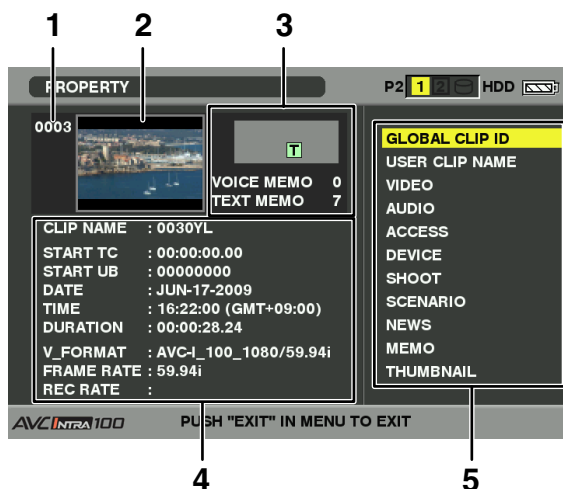 1 2 3
PROPERTY P2 1 2 HDD
0003
T
VOICE MEMO 0
TEXT MEMO 7
CLIP NAME : 0030YL
START TC : 00:00:00.00
START UB : 00000000
DATE : JUN-17-2009
TIME : 16:22:00 (GMT+09:00)
DURATION : 00:00:28.24
V_FORMAT : AVC-I_100_1080/59.94i
FRAME RATE : 59.94i
REC RATE :
GLOBAL CLIP ID
USER CLIP NAME
VIDEO
AUDIO
ACCESS
DEVICE
SHOOT
SCENARIO
NEWS
MEMO
THUMBNAIL
AVC INTRA 100 PUSH "EXIT" IN MENU TO EXIT
4 5